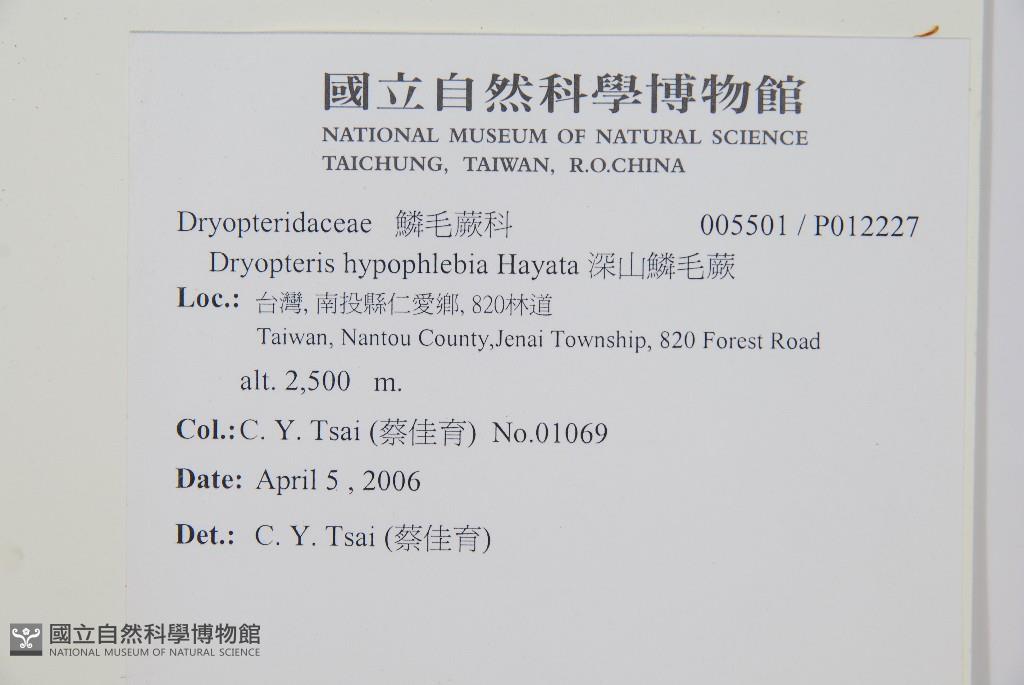 國立自然科學博物館
NATIONAL MUSEUM OF NATURAL SCIENCE
TAICHUNG, TAIWAN, R.O.CHINA
Dryopteridaceae 鱗毛蕨科 005501 / P012227
Dryopteris hypophlebia Hayata 深山鱗毛蕨
Loc.: 台灣, 南投縣仁愛鄉, 820林道
Taiwan, Nantou County,Jenai Township, 820 Forest Road
alt. 2,500 m.
Col.: C. Y. Tsai (蔡佳育) No.01069
Date: April 5 , 2006
Det.: C. Y. Tsai (蔡佳育)
國立自然科學博物館
NATIONAL MUSEUM OF NATURAL SCIENCE